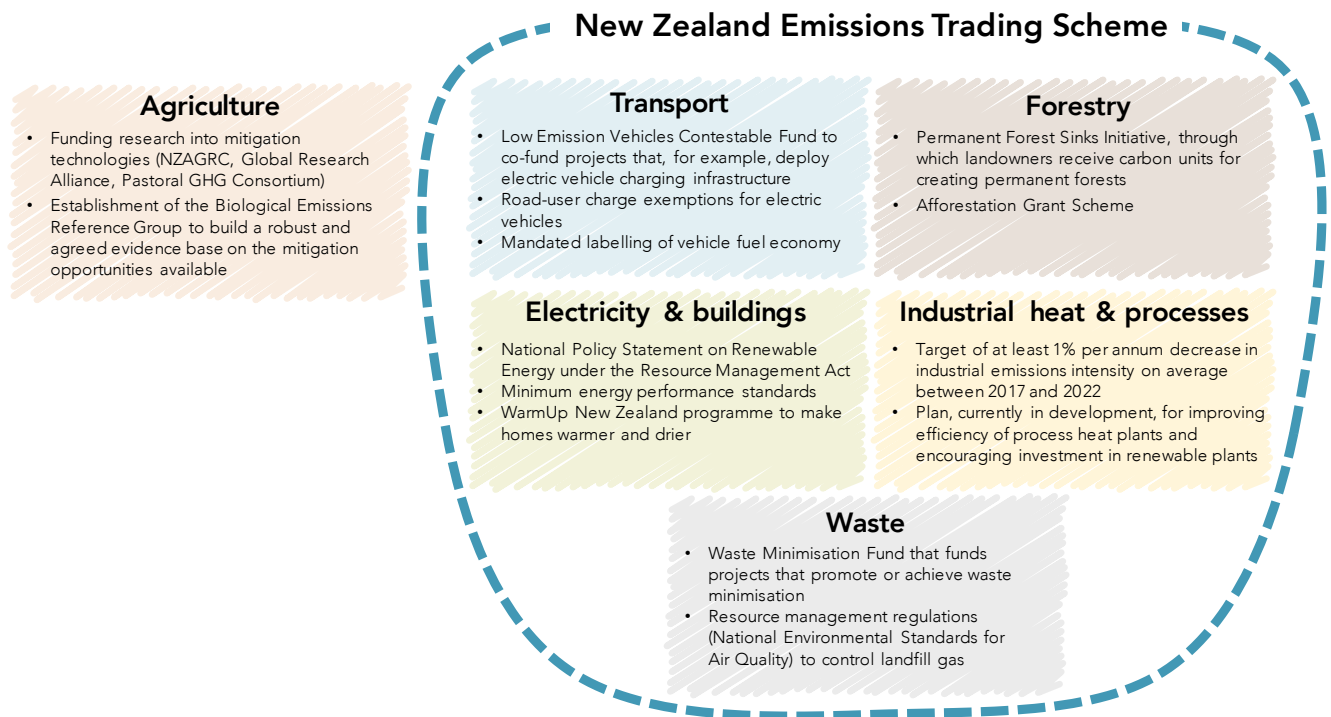 New Zealand Emissions Trading Scheme
Agriculture
• Funding research into mitigation
technologies (NZAGRC, Global Research
Alliance, Pastoral GHG Consortium)
• Establishment of the Biological Emissions
Reference Group to build a robust and
agreed evidence base on the mitigation
opportunities available
Transport
• Low Emission Vehicles Contestable Fund to
co-fund projects that, for example, deploy
electric vehicle charging infrastructure
• Road-user charge exemptions for electric
vehicles
• Mandated labelling of vehicle fuel economy
Forestry
• Permanent Forest Sinks Initiative, through
which landowners receive carbon units for
creating permanent forests
• Afforestation Grant Scheme
Electricity & buildings
• National Policy Statement on Renewable
Energy under the Resource Management Act
• Minimum energy performance standards
• WarmUp New Zealand programme to make
homes warmer and drier
Industrial heat & processes
• Target of at least 1% per annum decrease in
industrial emissions intensity on average
between 2017 and 2022
• Plan, currently in development, for improving
efficiency of process heat plants and
encouraging investment in renewable plants
Waste
• Waste Minimisation Fund that funds
projects that promote or achieve waste
minimisation
• Resource management regulations
(National Environmental Standards for
Air Quality) to control landfill gas